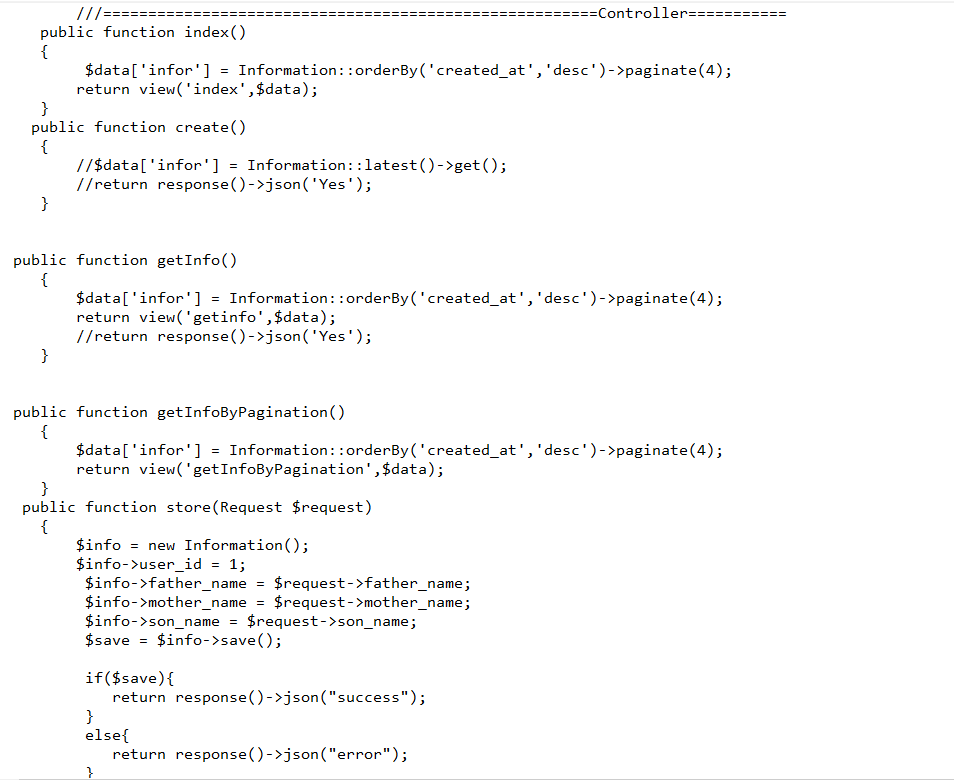 ///=======================================================Controller===========
public function index()
{
$data['infor'] = Information::orderBy('created_at','desc')->paginate(4);
return view('index',$data);
}
public function create()
{
//$data['infor'] = Information::latest()->get();
//return response()->json('Yes');
}
public function getInfo()
{
$data['infor'] = Information::orderBy('created_at','desc')->paginate(4);
return view('getinfo',$data);
//return response()->json('Yes');
}
public function getInfoByPagination()
{
$data['infor'] = Information::orderBy('created_at','desc')->paginate(4);
return view('getInfoByPagination',$data);
}
public function store(Request $request)
{
$info = new Information();
$info->user_id = 1;
$info->father_name = $request->father_name;
$info->mother_name = $request->mother_name;
$info->son_name = $request->son_name;
$save = $info->save();
if($save){
return response()->json("success");
}
else{
return response()->json("error");
}